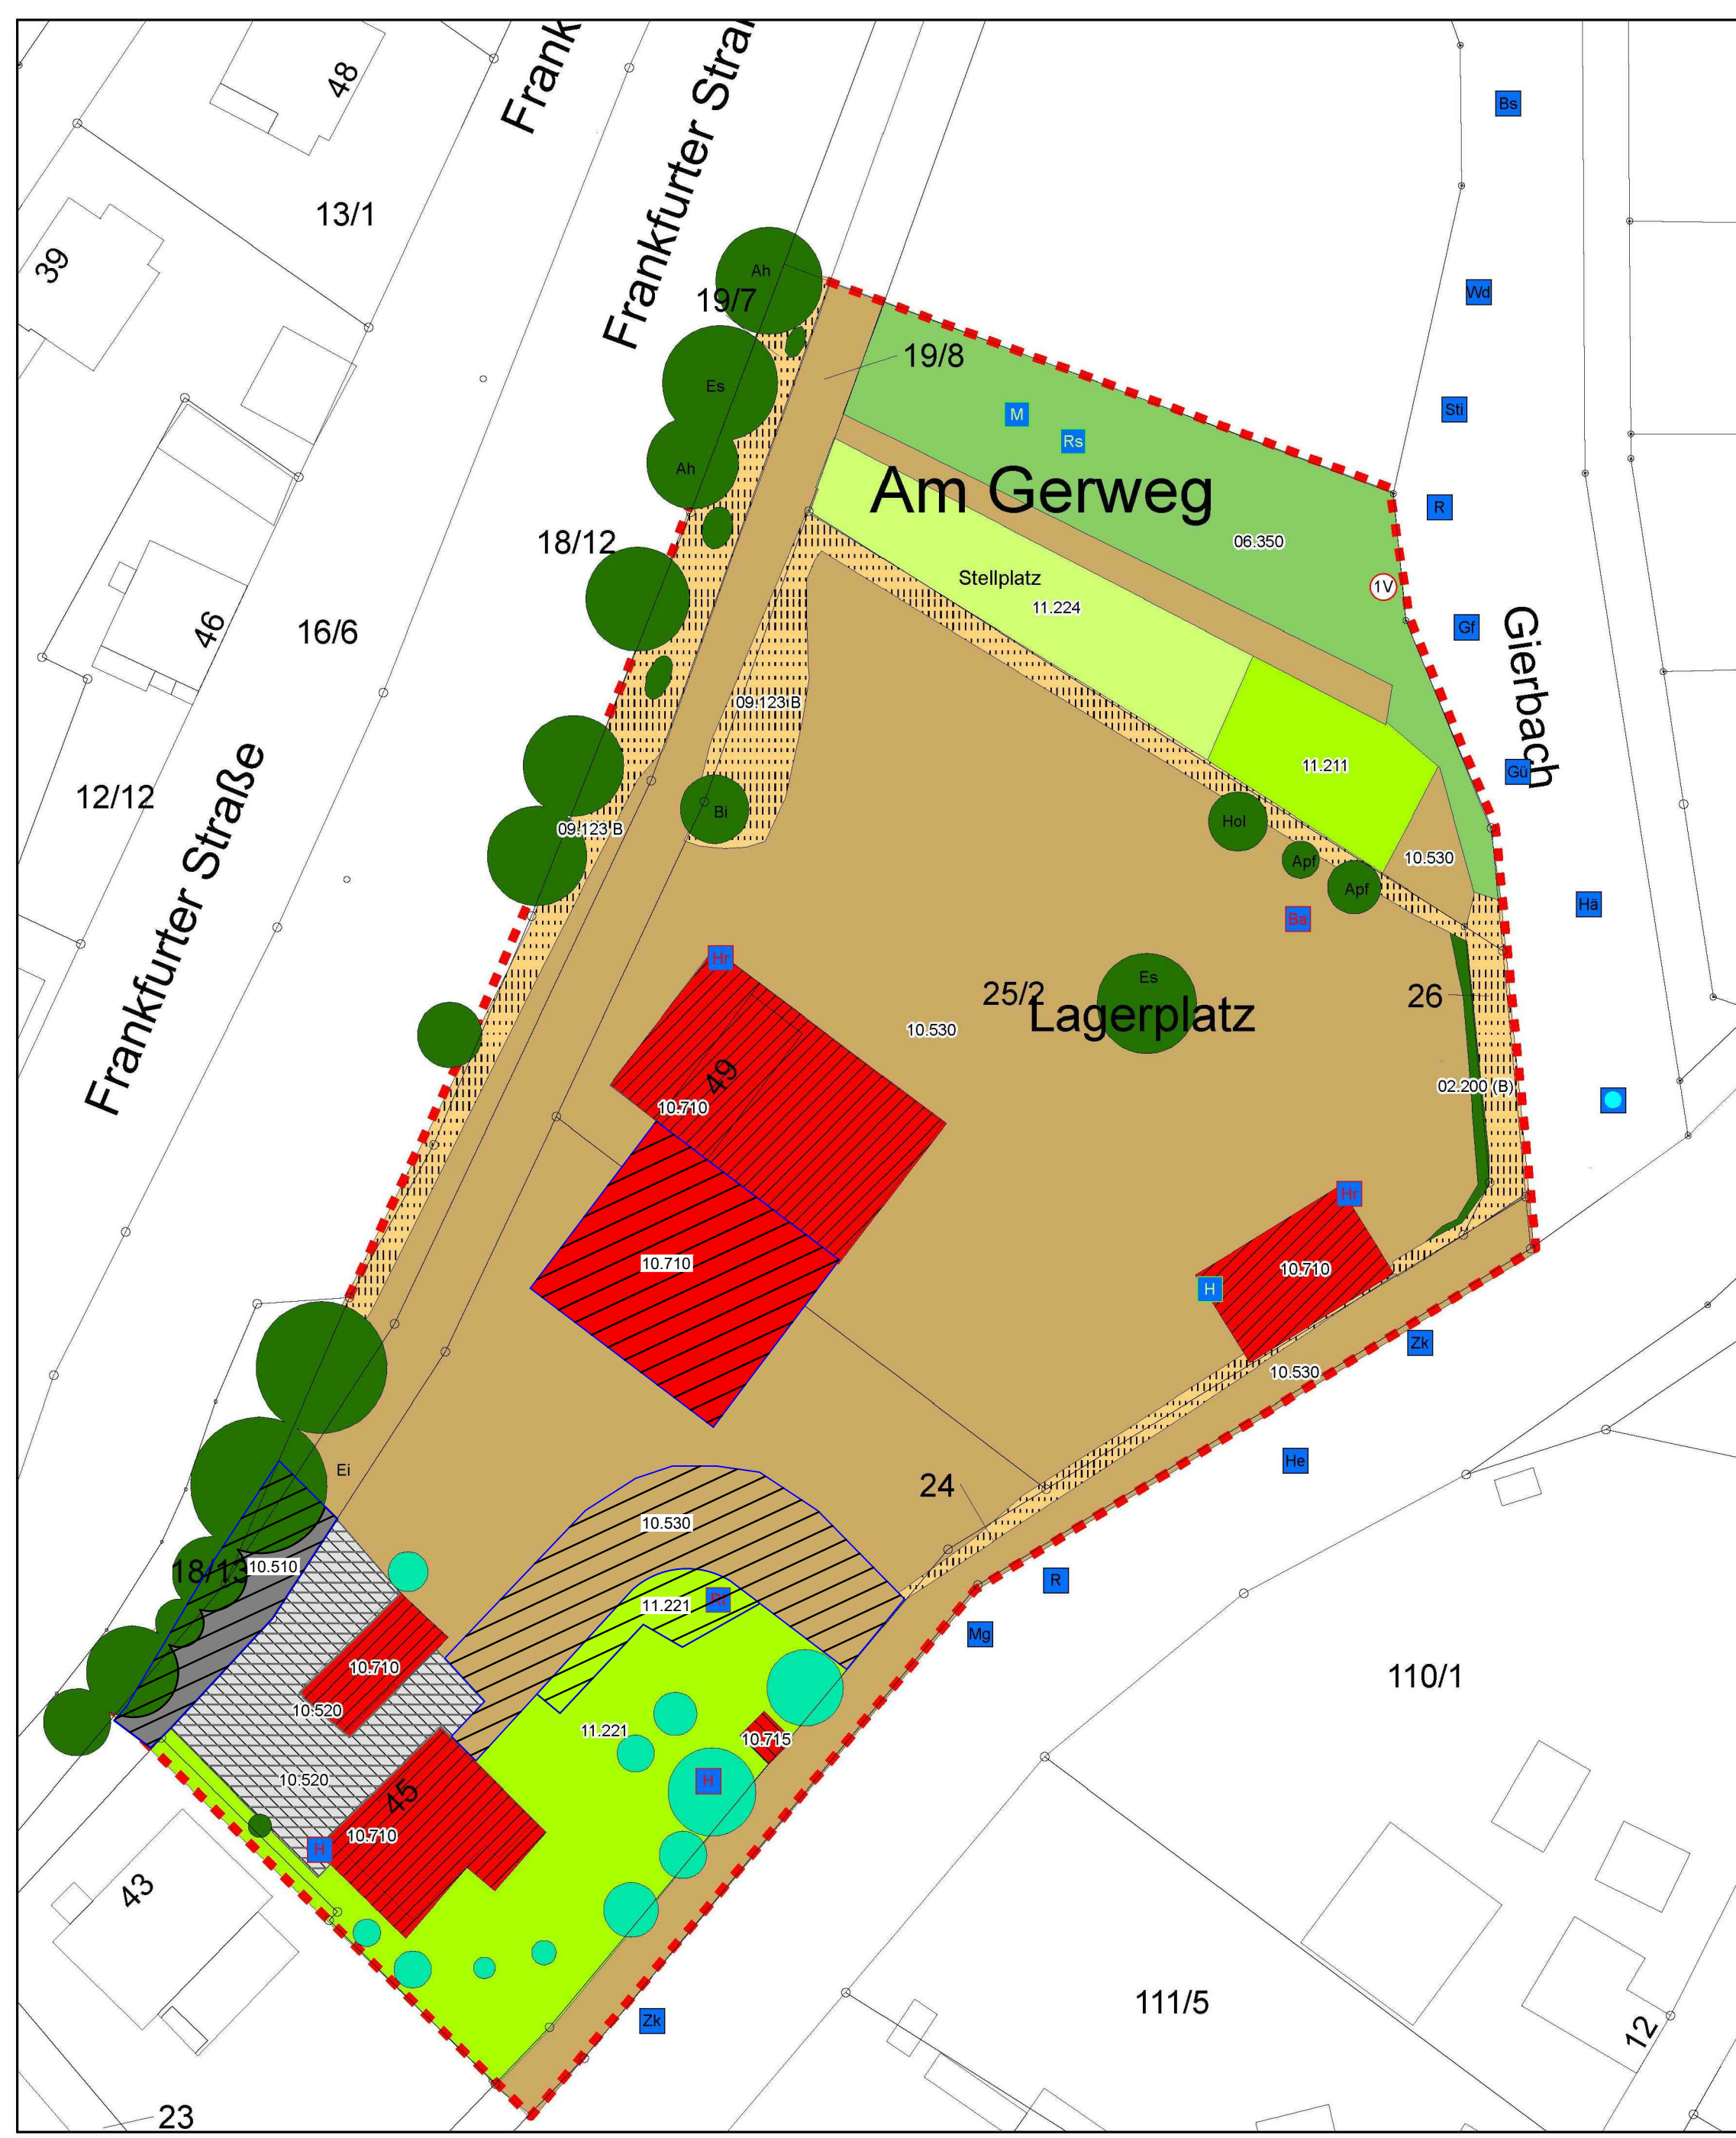 Frank
Frankfurter Straf
48
Bs
13/1
39
Ah
19/7
Wd
19/8
Es
Sti
M
Rs
Ah
Am Gerweg
R
18/12
06.350
Stellplatz
1V
11.224
46
16/6
Gf
Gierbach
09.123 B
11.211
Gü
12/12
Bi
Hol
09.123 B
10.530
Apf
Apf
Hä
Ba
Frankfurter Straße
Hr
Es
25/2
26
Lagerplatz
10.530
49
02.200 (B)
10.710
Hr
10.710
10.710
H
Zk
10.530
He
Ei
24
10.530
18/13
10.510
R
11.221
Mg
10.710
110/1
10.520
11.221
10.715
10.520
H
45
10.710
H
43
111/5
12
Zk
23